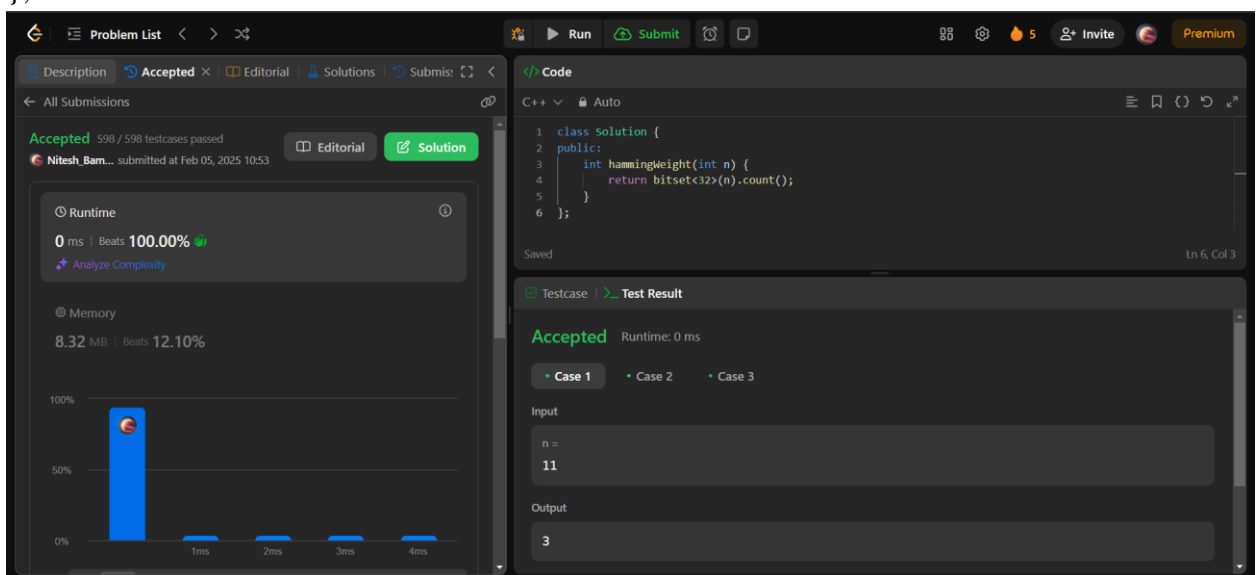 };
Problem List
Run
Submit
5
Invite
Premium
Description
Accepted
Editorial
Solutions
Submis
All Submissions
Accepted 598 / 598 testcases passed
Nitesh_Bam... submitted at Feb 05, 2025 10:53
Editorial
Solution
Runtime
0 ms | Beats 100.00%
Analyze Complexity
Memory
8.32 MB | Beats 12.10%
100%
50%
0%
1ms 2ms 3ms 4ms
</> Code
C++ Auto
1 class Solution {
2 public:
3 int hammingWeight(int n) {
4 return bitset<32>(n).count();
5 }
6 };
Saved
Ln 6, Col 3
Testcase
>_ Test Result
Accepted Runtime: 0 ms
• Case 1 • Case 2 • Case 3
Input
n =
11
Output
3